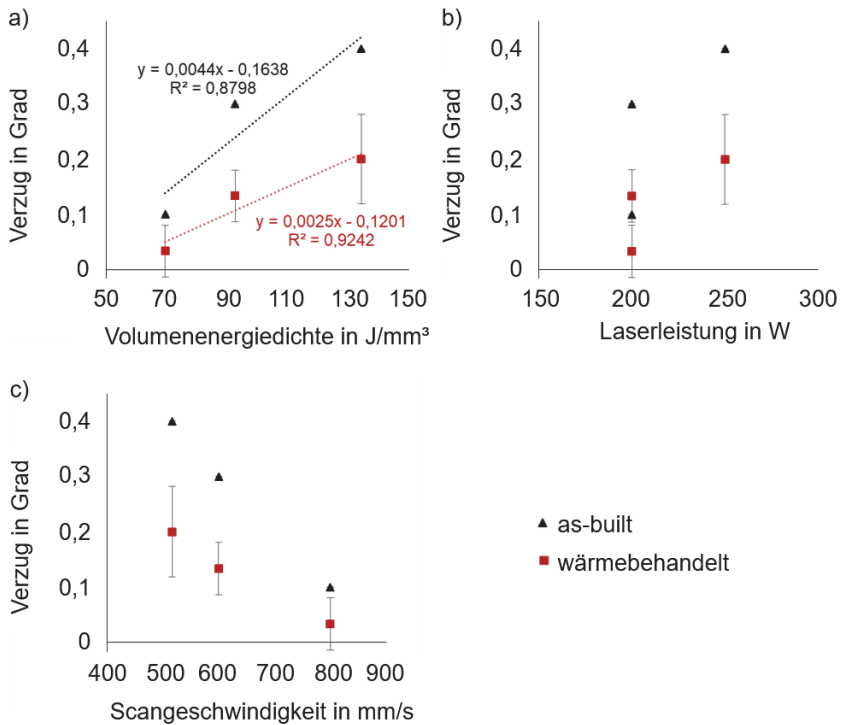 a)
Verzug in Grad
0,4
0,3
0,2
0,1
0
y = 0,0044x - 0,1638
R² = 0,8798
y = 0,0025x - 0,1201
R² = 0,9242
50 70 90 110 130 150
Volumenenergiedichte in J/mm³
b)
Verzug in Grad
0,4
0,3
0,2
0,1
0
150 200 250 300
Laserleistung in W
c)
Verzug in Grad
0,4
0,3
0,2
0,1
0
400 500 600 700 800 900
Scangeschwindigkeit in mm/s
as-built
wärmebehandelt